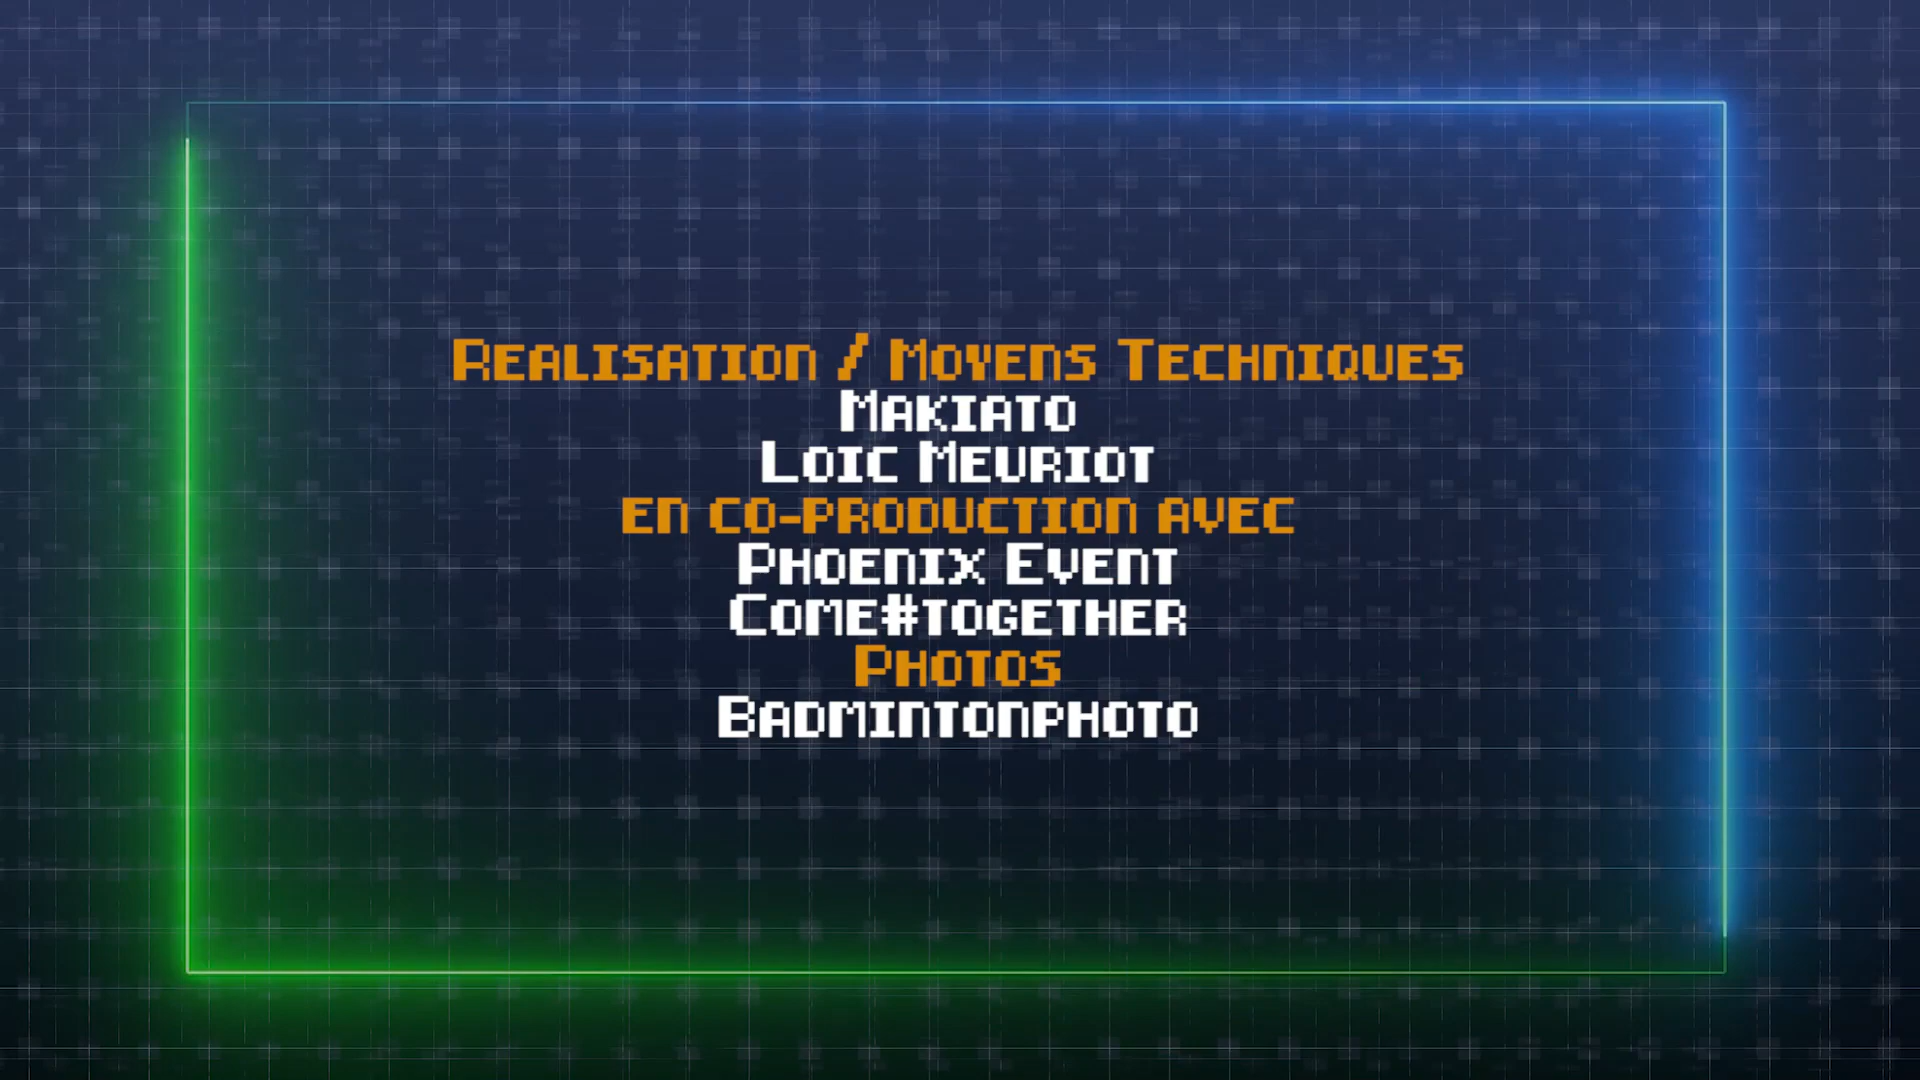 Realisation / Moyens Techniques
Makiato
Loic Meuriot
en co-production avec
Phoenix Event
Come#together
Photos
Badmintonphoto